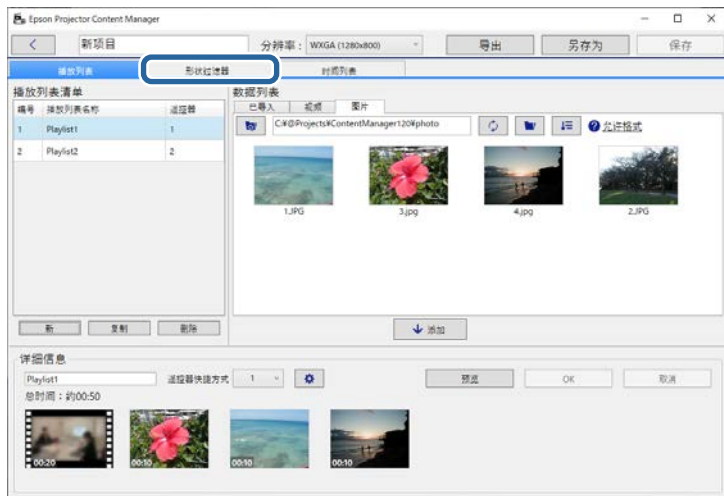 Epson Projector Content Manager
新项目 分辨率： WXGA (1280x800) 导出 另存为 保存
播放列表 形状过滤器 时间列表
播放列表清单
编号 播放列表名称 遥控器
1 Playlist1 1
2 Playlist2 2
新 复制 删除
数据列表
已导入 视频 图片
C:¥@Projects¥ContentManager120¥photo ? 允许格式
1.JPG 3.jpg 4.jpg 2.JPG
添加
详细信息
Playlist1 遥控器快捷方式 1 预览 OK 取消
总时间：约00:50
00:20 00:10 00:10 00:10